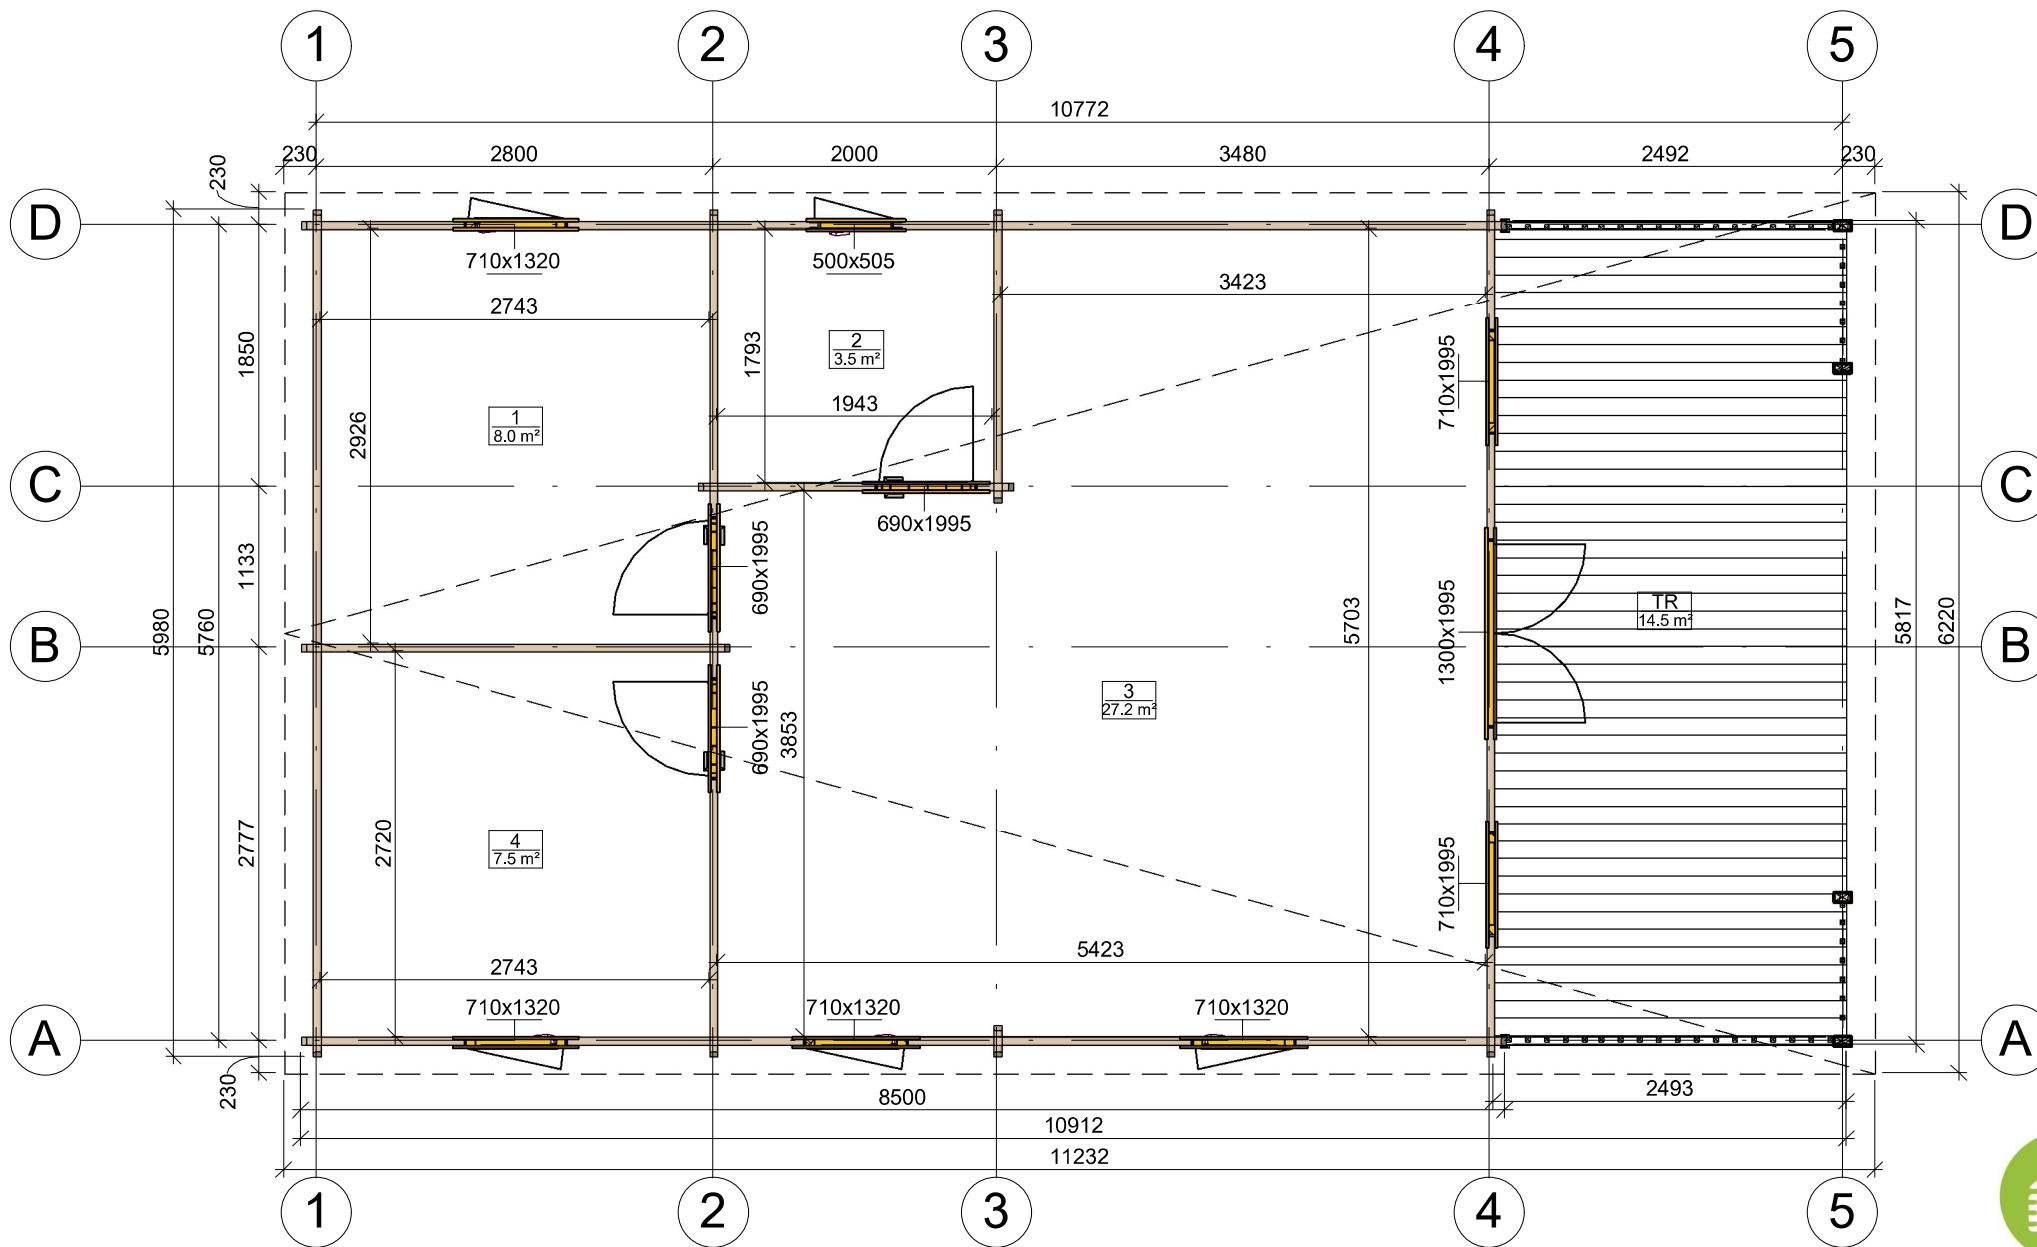 1 2 3 4 5
10772
230 2800 2000 3480 2492 230
230
D D
710x1320 500x505
2743 3423
1850 1793 710x1995
2
3.5 m²
2926 1943
1
8.0 m²
C C
690x1995
1133 690x1995
5980 5760 5703 1300x1995 5817 6220
TR
14.5 m²
B B
3
27.2 m²
690x1995 3853
2777 2720 710x1995
4
7.5 m²
5423
2743
710x1320 710x1320 710x1320
A A
230
8500 2493
10912
11232
1 2 3 4 5